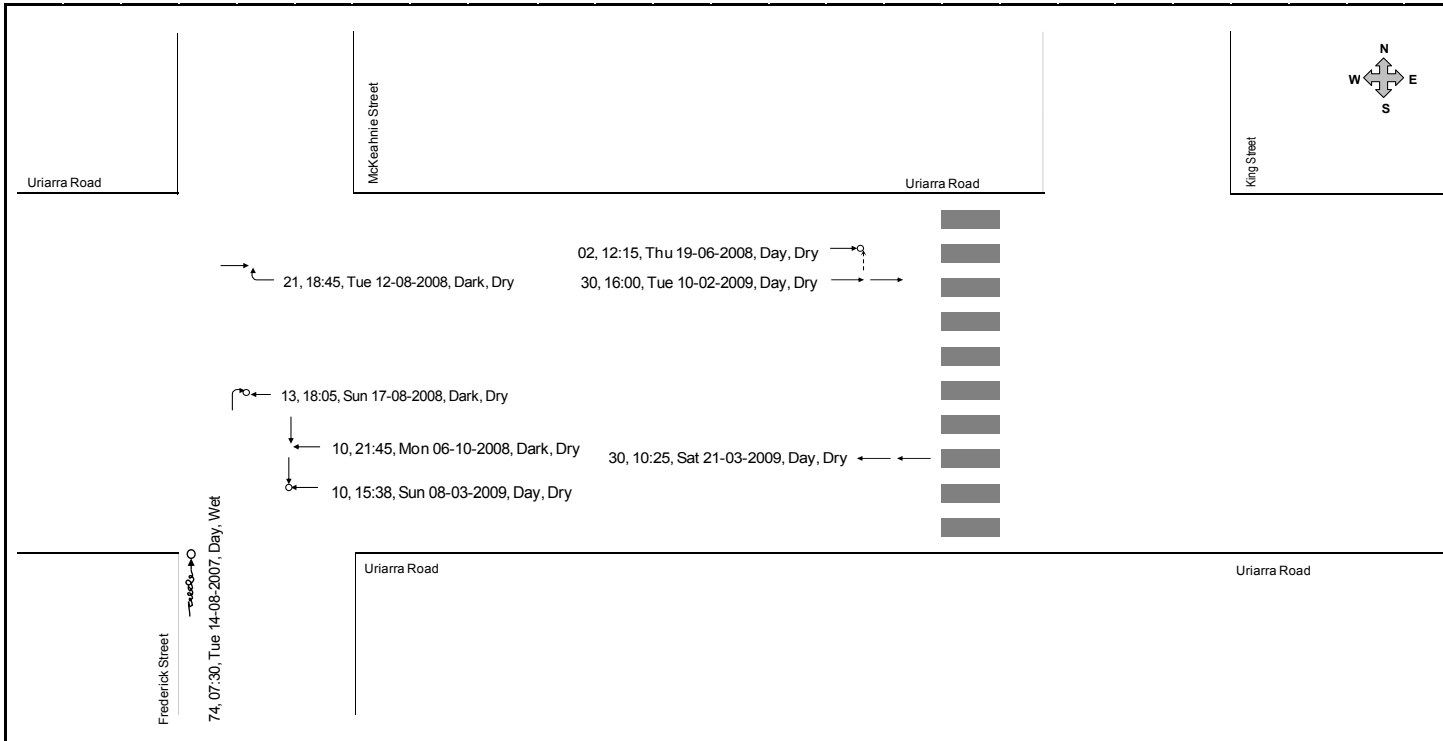 N
W E
S
McKeahnie Street
King Street
Uriarra Road
Uriarra Road
02, 12:15, Thu 19-06-2008, Day, Dry
21, 18:45, Tue 12-08-2008, Dark, Dry
30, 16:00, Tue 10-02-2009, Day, Dry
13, 18:05, Sun 17-08-2008, Dark, Dry
10, 21:45, Mon 06-10-2008, Dark, Dry
30, 10:25, Sat 21-03-2009, Day, Dry
10, 15:38, Sun 08-03-2009, Day, Dry
74, 07:30, Tue 14-08-2007, Day, Wet
Frederick Street
Uriarra Road
Uriarra Road